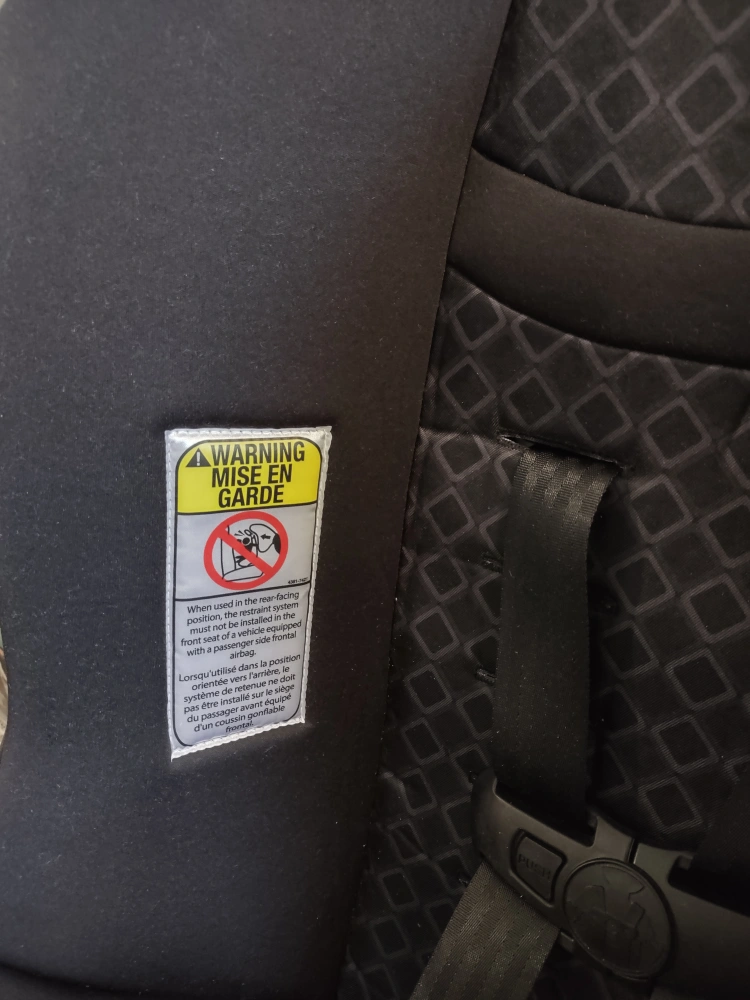 WARNING
MISE EN
GARDE
When used in the rear-facing
position, the restraint system
must not be installed in the
front seat of a vehicle equipped
with a passenger side frontal
airbag.
Lorsqu'utilisé dans la position
orientée vers l'arrière, le
système de retenue ne doit
pas être installé sur le siège
du passager avant équipé
d'un coussin gonflable
frontal.
PUSH